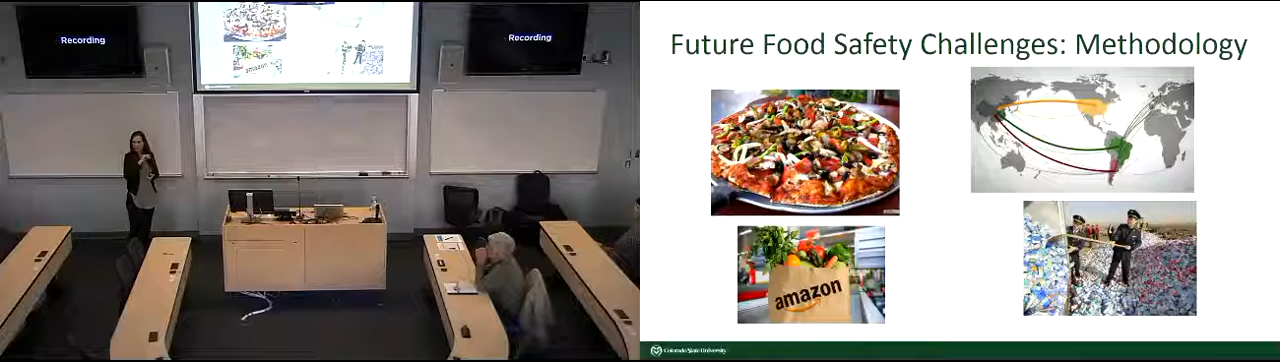 Recording
amazon
Recording
Future Food Safety Challenges: Methodology
amazon
Colorado State University